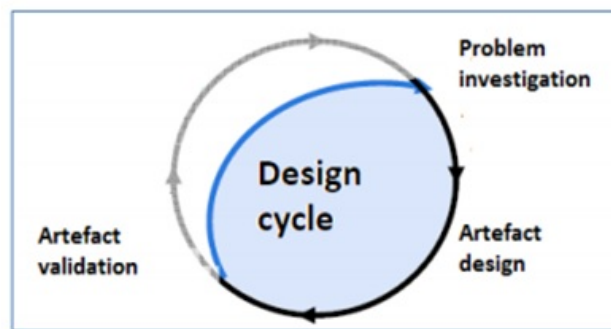 Problem
investigation
Design
cycle
Artefact
validation
Artefact
design